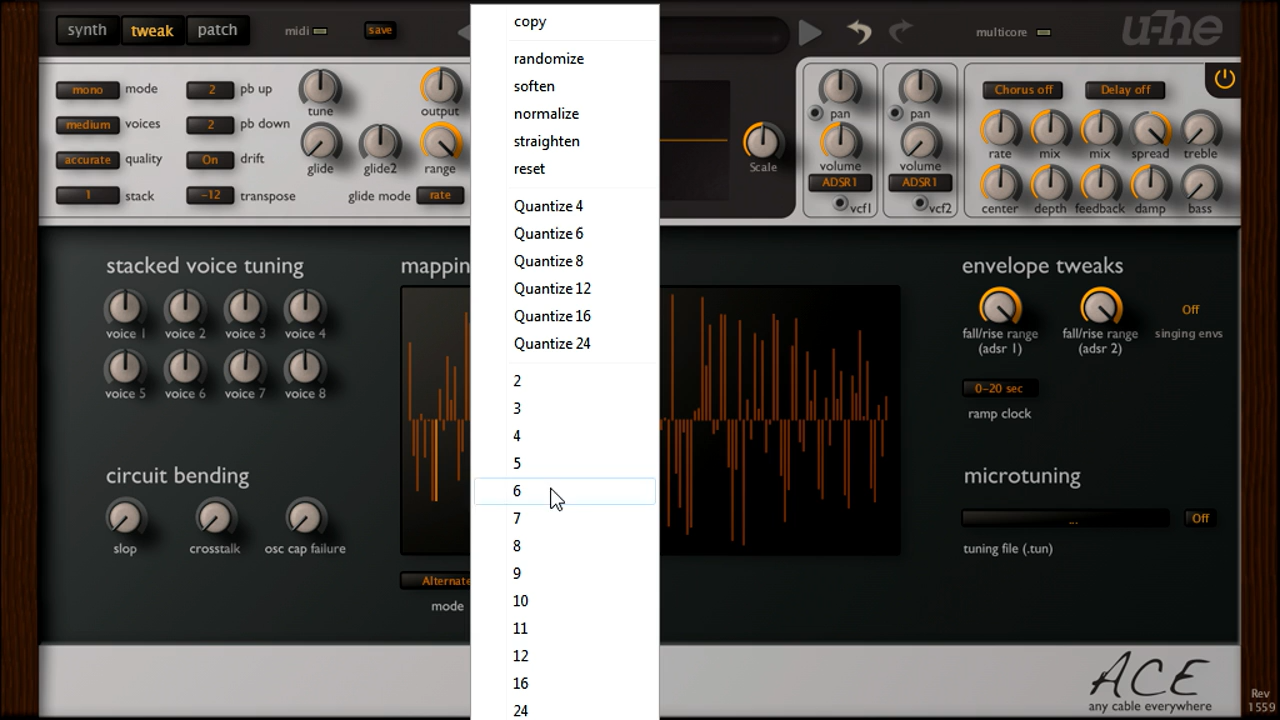 synth tweak patch midi save
multicore
u-he
copy
randomize
soften
normalize
straighten
reset
Quantize 4
Quantize 6
Quantize 8
Quantize 12
Quantize 16
Quantize 24
2
3
4
5
6
7
8
9
10
11
12
16
24
mono mode 2 pb up
medium voices 2 pb down
accurate quality On drift
1 stack -12 transpose
tune output
glide glide2 range
glide mode rate
Scale
pan pan
volume volume
ADSR1 ADSR1
vcf1 vcf2
Chorus off Delay off
rate mix mix spread treble
center depth feedback damp bass
stacked voice tuning
voice 1 voice 2 voice 3 voice 4
voice 5 voice 6 voice 7 voice 8
circuit bending
slop crosstalk osc cap failure
mappin
Alternate
mode
envelope tweaks
fall/rise range
(adsr 1)
fall/rise range
(adsr 2)
Off
singing envs
0-20 sec
ramp clock
microtuning
... Off
tuning file (.tun)
ACE
any cable everywhere
Rev
1559